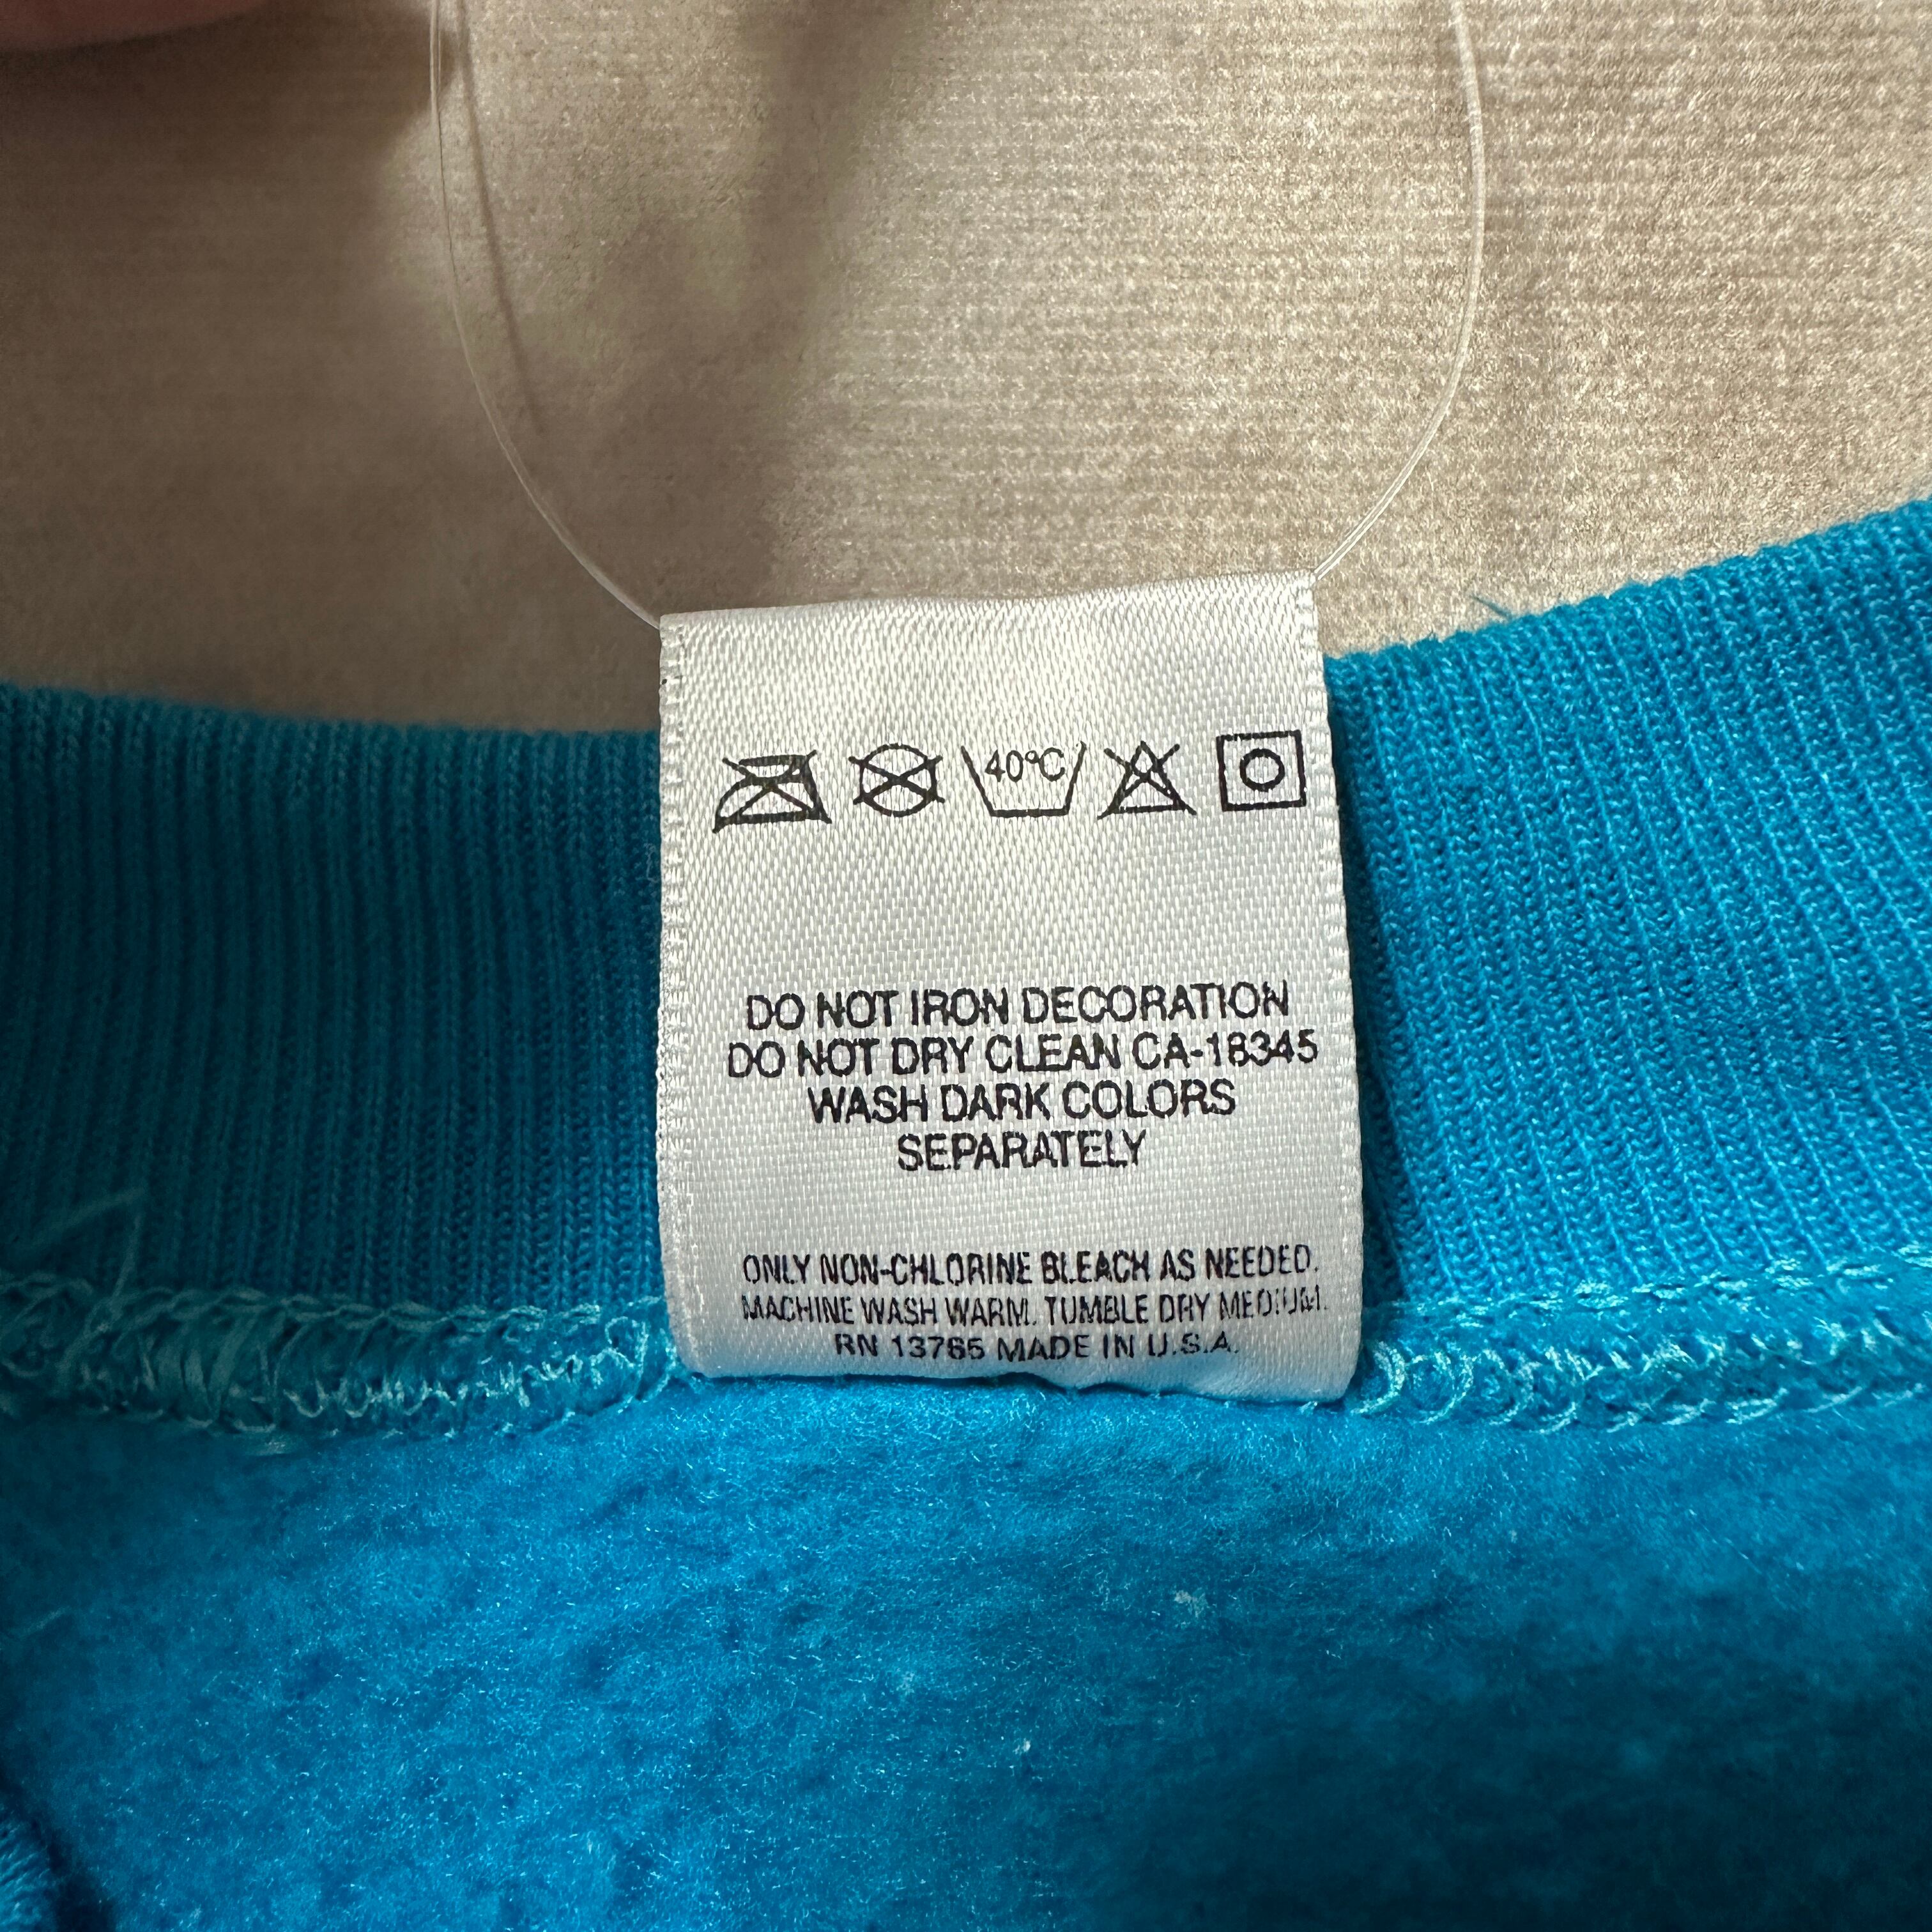 40°C
DO NOT IRON DECORATION
DO NOT DRY CLEAN CA-18345
WASH DARK COLORS
SEPARATELY
ONLY NON-CHLORINE BLEACH AS NEEDED.
MACHINE WASH WARM. TUMBLE DRY MEDIUM.
RN 13765 MADE IN U.S.A.